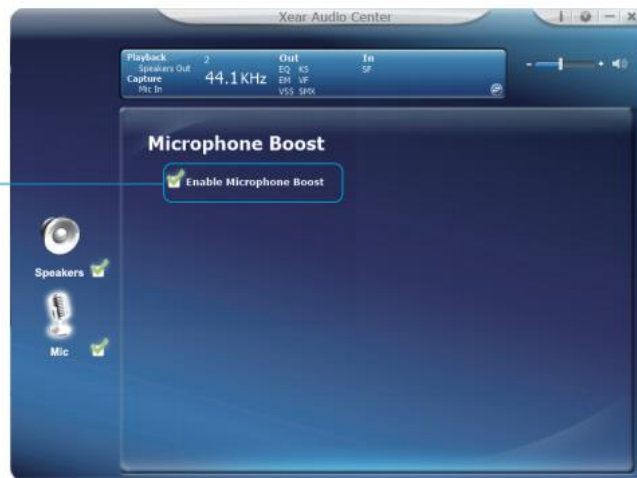 Xear Audio Center
Playback 2 Out In
Speakers Out EQ KS SF
Capture 44.1KHz EM VF
Mic In VSS SMX
Microphone Boost
Enable Microphone Boost
Speakers
Mic